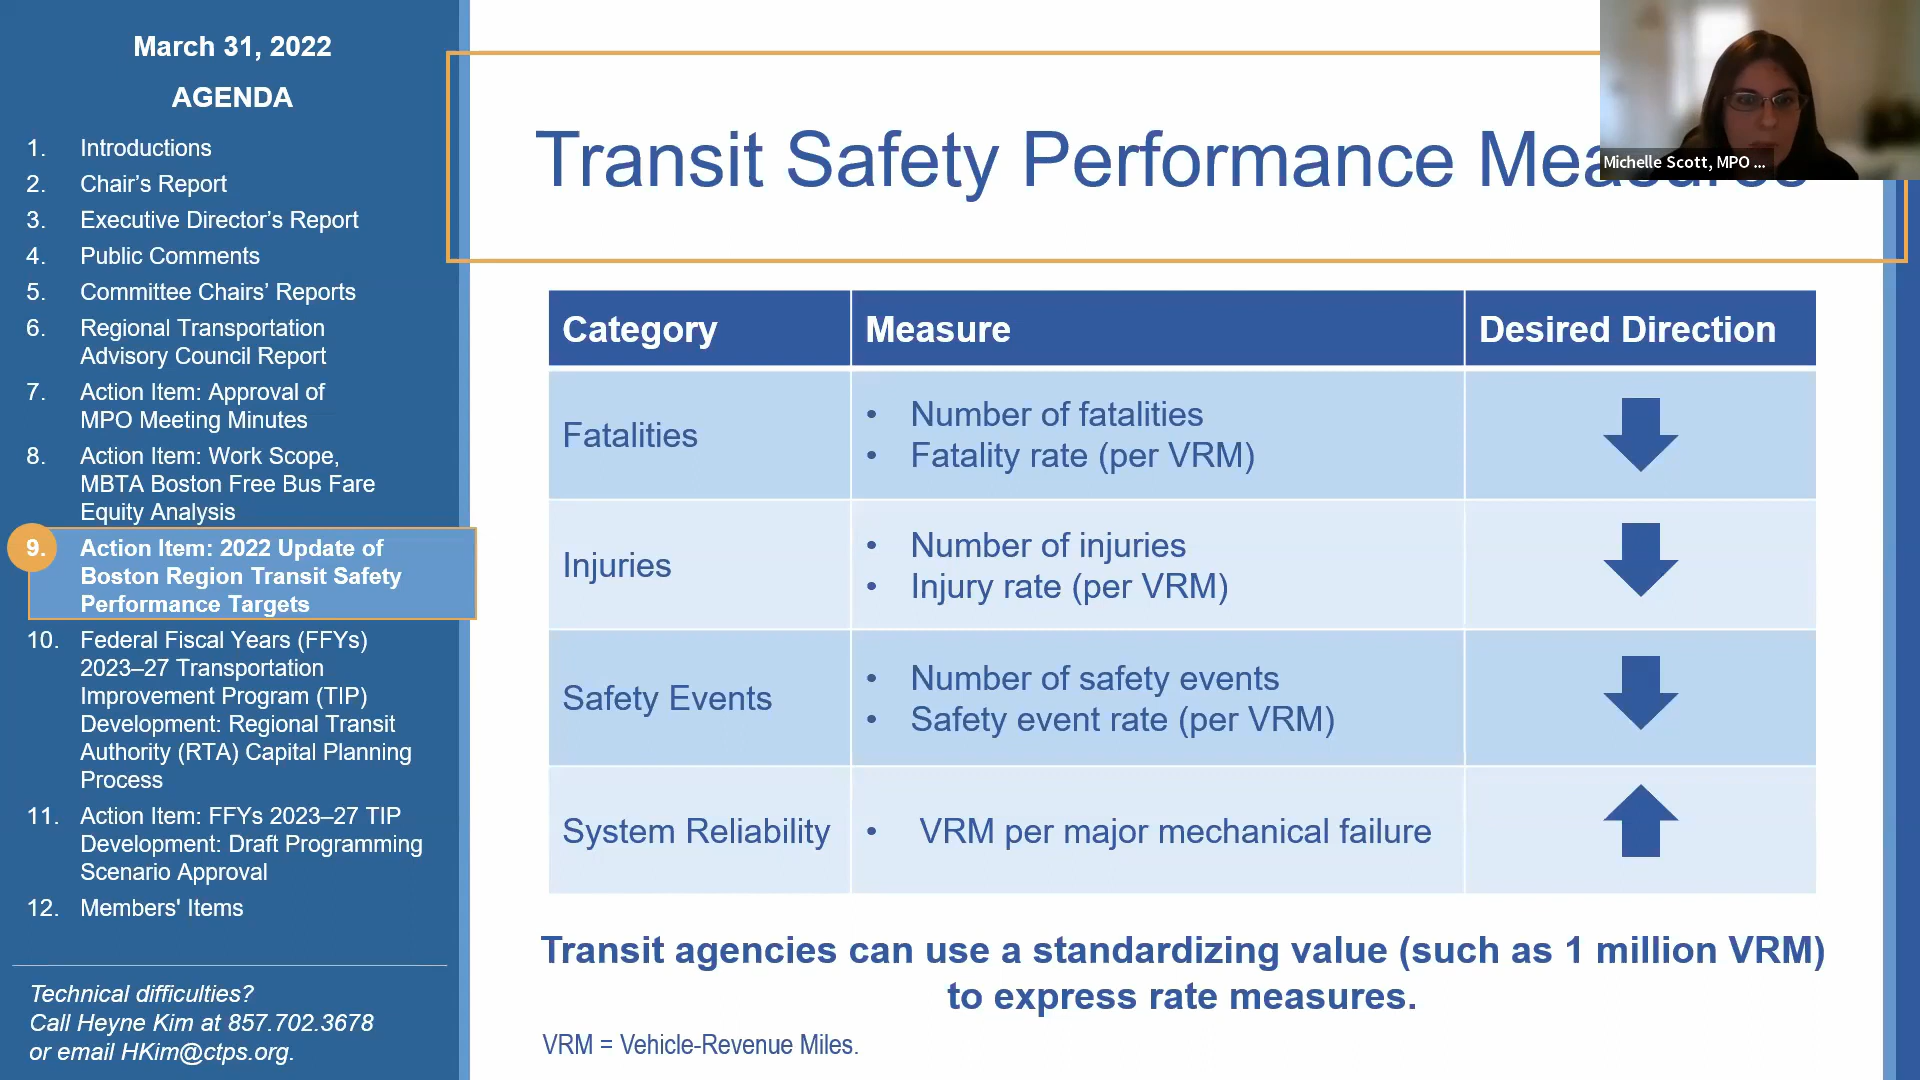 March 31, 2022
AGENDA
1. Introductions
2. Chair’s Report
3. Executive Director’s Report
4. Public Comments
5. Committee Chairs’ Reports
6. Regional Transportation
Advisory Council Report
7. Action Item: Approval of
MPO Meeting Minutes
8. Action Item: Work Scope,
MBTA Boston Free Bus Fare
Equity Analysis
9. Action Item: 2022 Update of
Boston Region Transit Safety
Performance Targets
10. Federal Fiscal Years (FFYs)
2023–27 Transportation
Improvement Program (TIP)
Development: Regional Transit
Authority (RTA) Capital Planning
Process
11. Action Item: FFYs 2023–27 TIP
Development: Draft Programming
Scenario Approval
12. Members' Items
Technical difficulties?
Call Heyne Kim at 857.702.3678
or email HKim@ctps.org.
Transit Safety Performance Measures
Michelle Scott, MPO ...
Category Measure Desired Direction
Fatalities
• Number of fatalities
• Fatality rate (per VRM)
Injuries
• Number of injuries
• Injury rate (per VRM)
Safety Events
• Number of safety events
• Safety event rate (per VRM)
System Reliability • VRM per major mechanical failure
Transit agencies can use a standardizing value (such as 1 million VRM)
to express rate measures.
VRM = Vehicle-Revenue Miles.